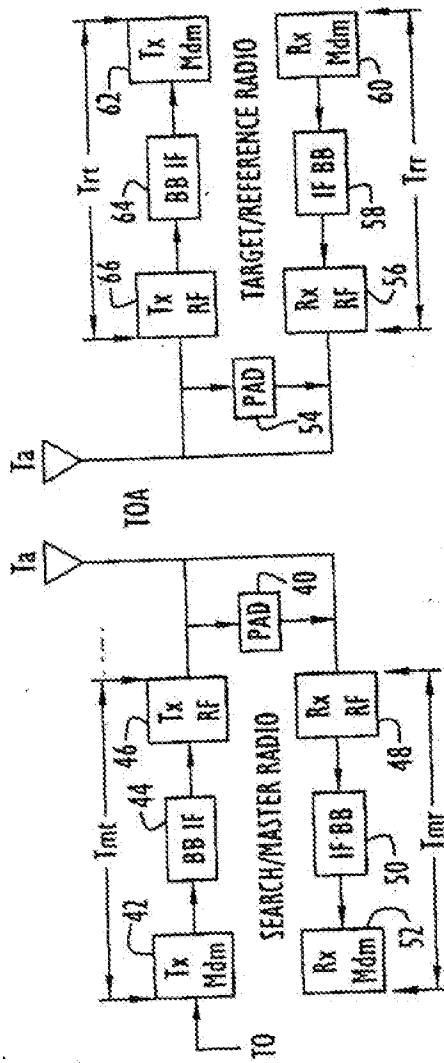 Tmt
42
Tx
Mdm
44
BB IF
46
Tx
RF
TO
SEARCH/MASTER RADIO
PAD
40
Rx
Mdm
52
IF BB
50
Rx
RF
48
Tmr
Ta
TOA
Ta
Trt
66
Tx
RF
64
BB IF
62
Tx
Mdm
PAD
54
TARGET/REFERENCE RADIO
Rx
RF
56
IF BB
58
Rx
Mdm
60
Trr